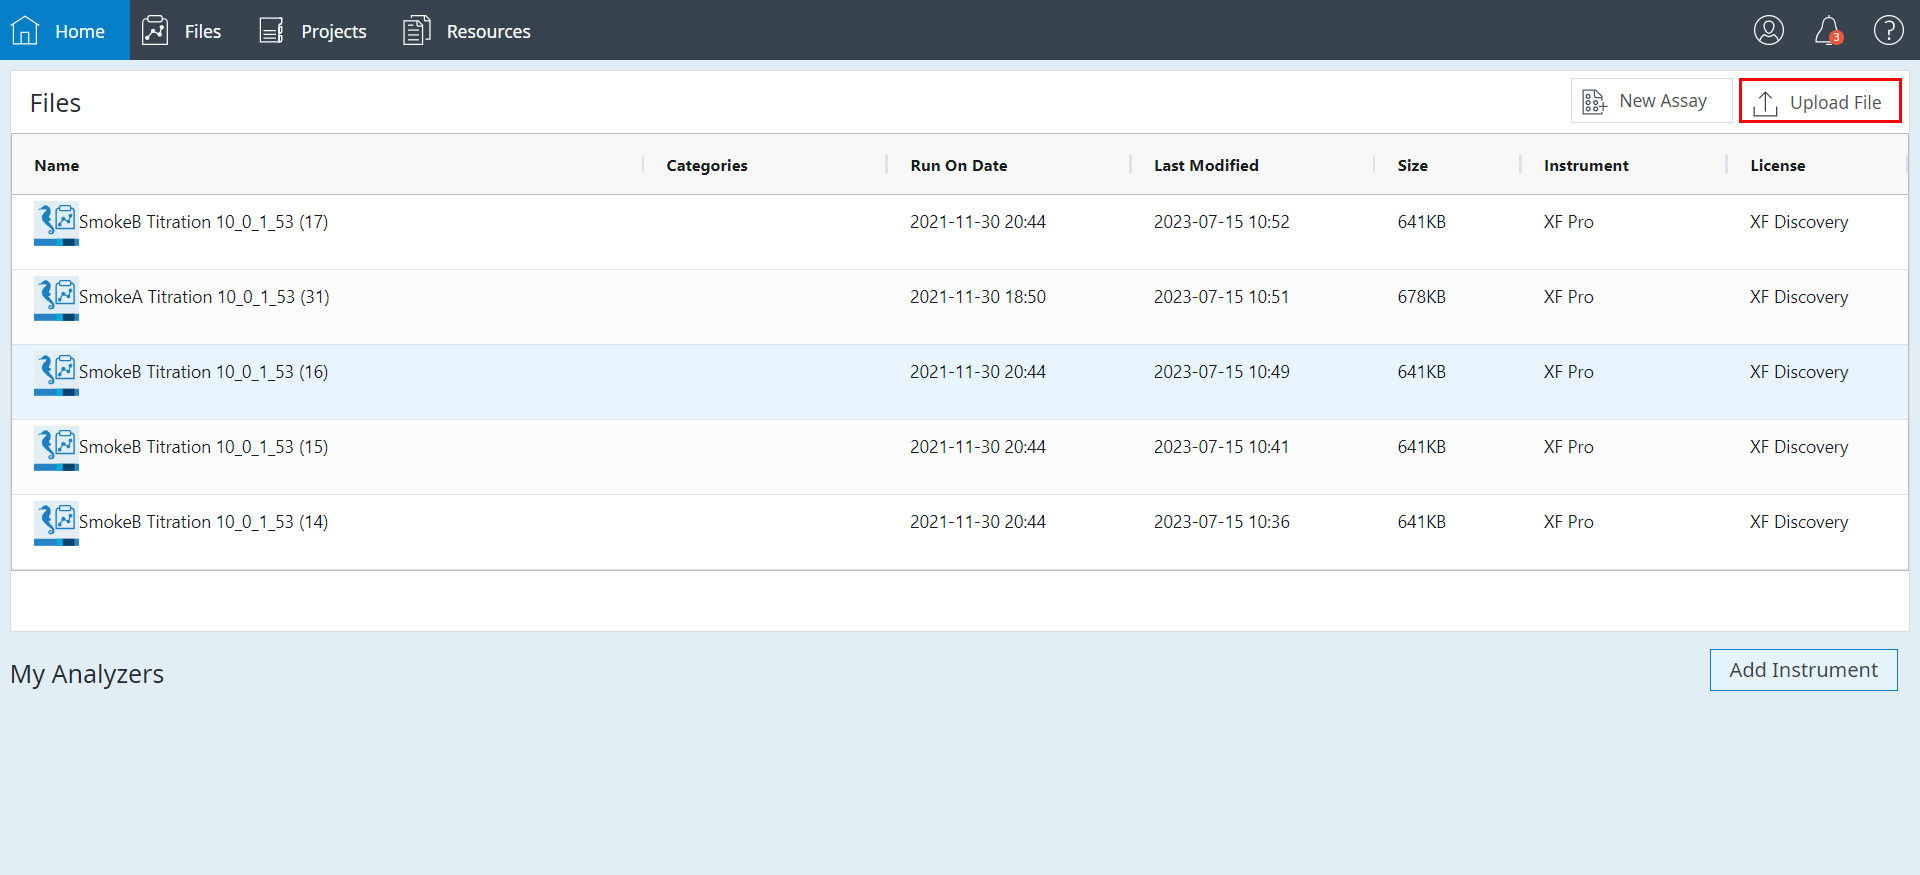 Home Files Projects Resources 3 ?
Files New Assay Upload File
Name Categories Run On Date Last Modified Size Instrument License
SmokeB Titration 10_0_1_53 (17) 2021-11-30 20:44 2023-07-15 10:52 641KB XF Pro XF Discovery
SmokeA Titration 10_0_1_53 (31) 2021-11-30 18:50 2023-07-15 10:51 678KB XF Pro XF Discovery
SmokeB Titration 10_0_1_53 (16) 2021-11-30 20:44 2023-07-15 10:49 641KB XF Pro XF Discovery
SmokeB Titration 10_0_1_53 (15) 2021-11-30 20:44 2023-07-15 10:41 641KB XF Pro XF Discovery
SmokeB Titration 10_0_1_53 (14) 2021-11-30 20:44 2023-07-15 10:36 641KB XF Pro XF Discovery
My Analyzers Add Instrument